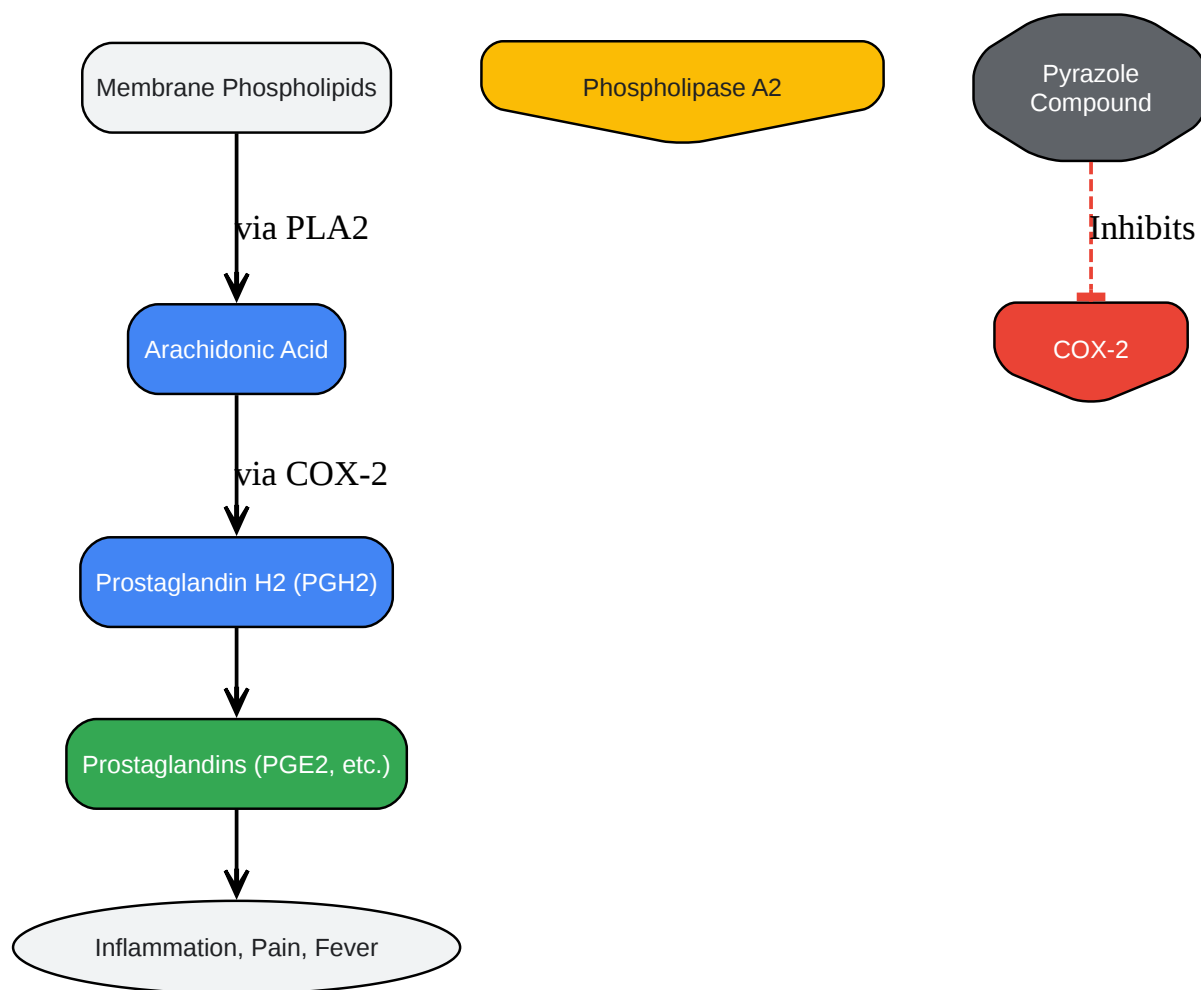 Membrane Phospholipids
Phospholipase A2
Pyrazole
Compound
via PLA2
Inhibits
Arachidonic Acid
COX-2
via COX-2
Prostaglandin H2 (PGH2)
Prostaglandins (PGE2, etc.)
Inflammation, Pain, Fever